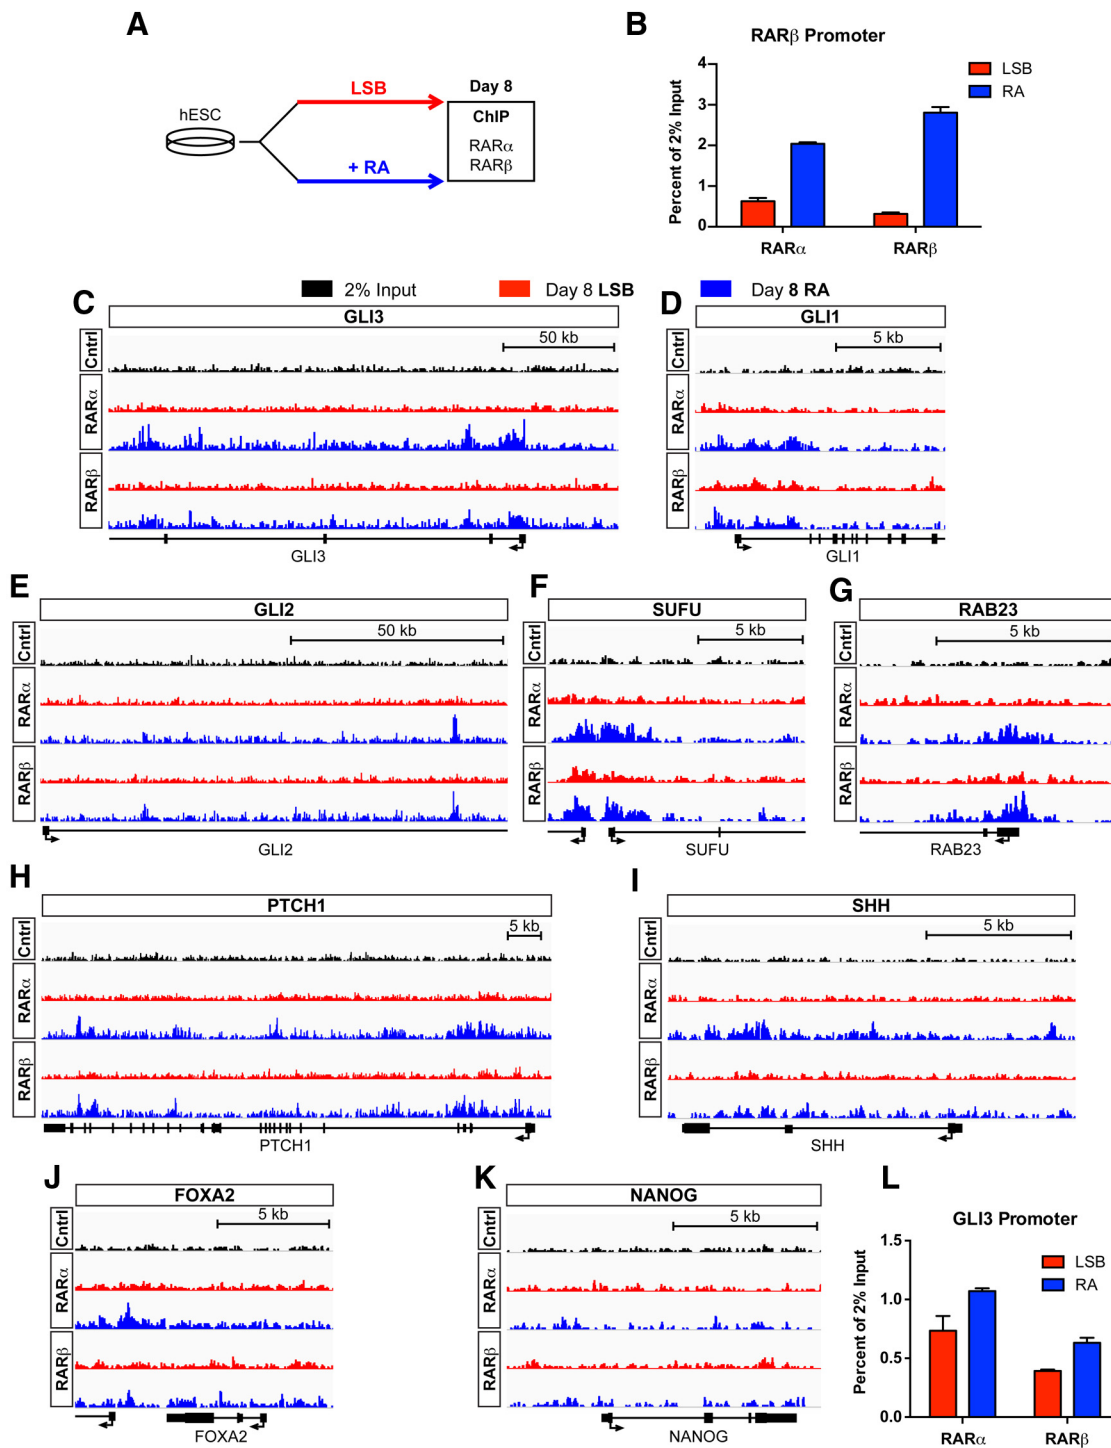 A
hESC
LSB
+ RA
Day 8
ChIP
RARα
RARβ
B
RARβ Promoter
Percent of 2% Input
4
3
2
1
0
RARα
RARβ
LSB
RA
2% Input
Day 8 LSB
Day 8 RA
C
GLI3
50 kb
Cntrl
RARα
RARβ
GLI3
D
GLI1
5 kb
Cntrl
RARα
RARβ
GLI1
E
GLI2
50 kb
Cntrl
RARα
RARβ
GLI2
F
SUFU
5 kb
Cntrl
RARα
RARβ
SUFU
G
RAB23
5 kb
Cntrl
RARα
RARβ
RAB23
H
PTCH1
5 kb
Cntrl
RARα
RARβ
PTCH1
I
SHH
5 kb
Cntrl
RARα
RARβ
SHH
J
FOXA2
5 kb
Cntrl
RARα
RARβ
FOXA2
K
NANOG
5 kb
Cntrl
RARα
RARβ
NANOG
L
GLI3 Promoter
Percent of 2% Input
1.5
1.0
0.5
0.0
RARα
RARβ
LSB
RA